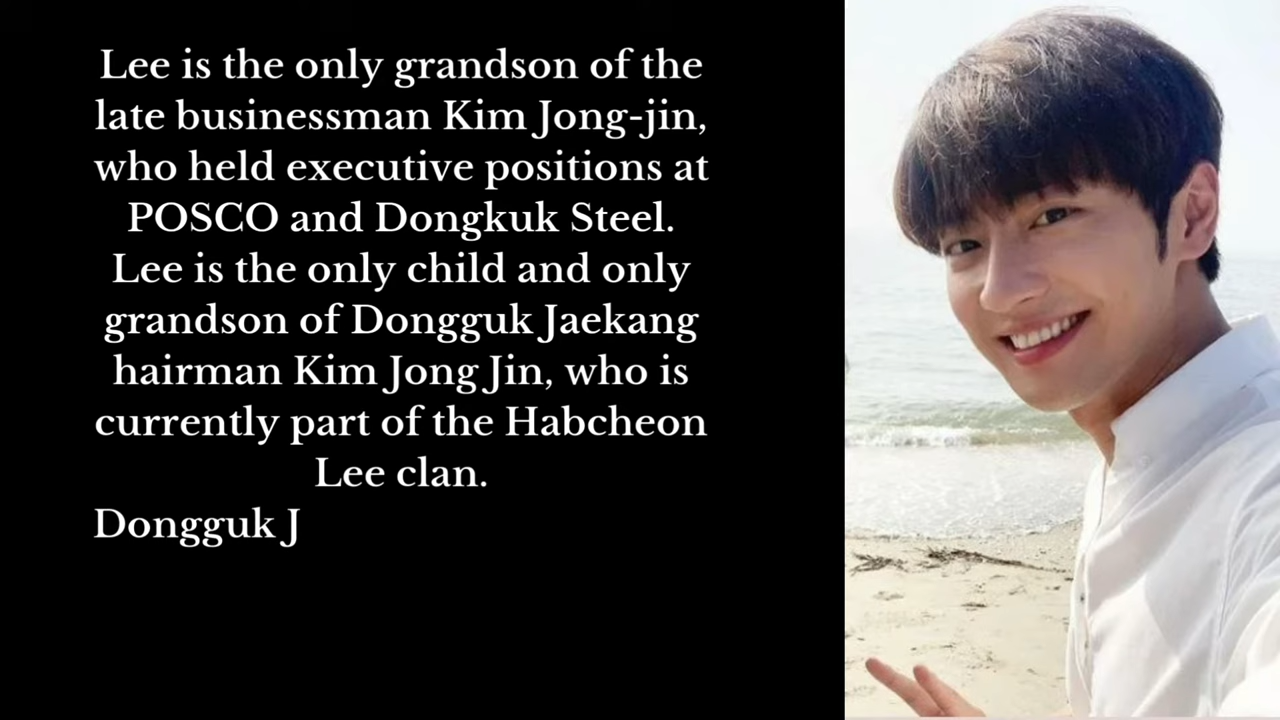 Lee is the only grandson of the
late businessman Kim Jong-jin,
who held executive positions at
POSCO and Dongkuk Steel.
Lee is the only child and only
grandson of Dongguk Jaekang
hairman Kim Jong Jin, who is
currently part of the Habcheon
Lee clan.
Dongguk J